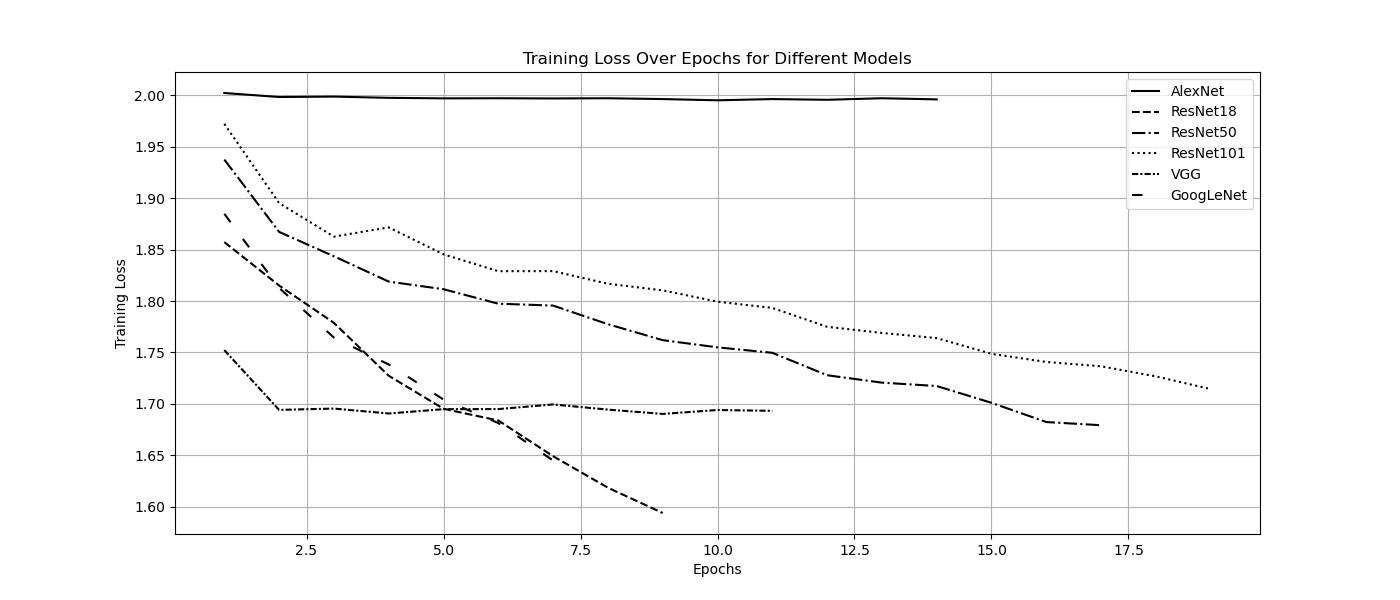 Training Loss Over Epochs for Different Models
2.00
1.95
1.90
1.85
1.80
1.75
1.70
1.65
1.60
Training Loss
AlexNet
ResNet18
ResNet50
ResNet101
VGG
GoogLeNet
2.5 5.0 7.5 10.0 12.5 15.0 17.5
Epochs